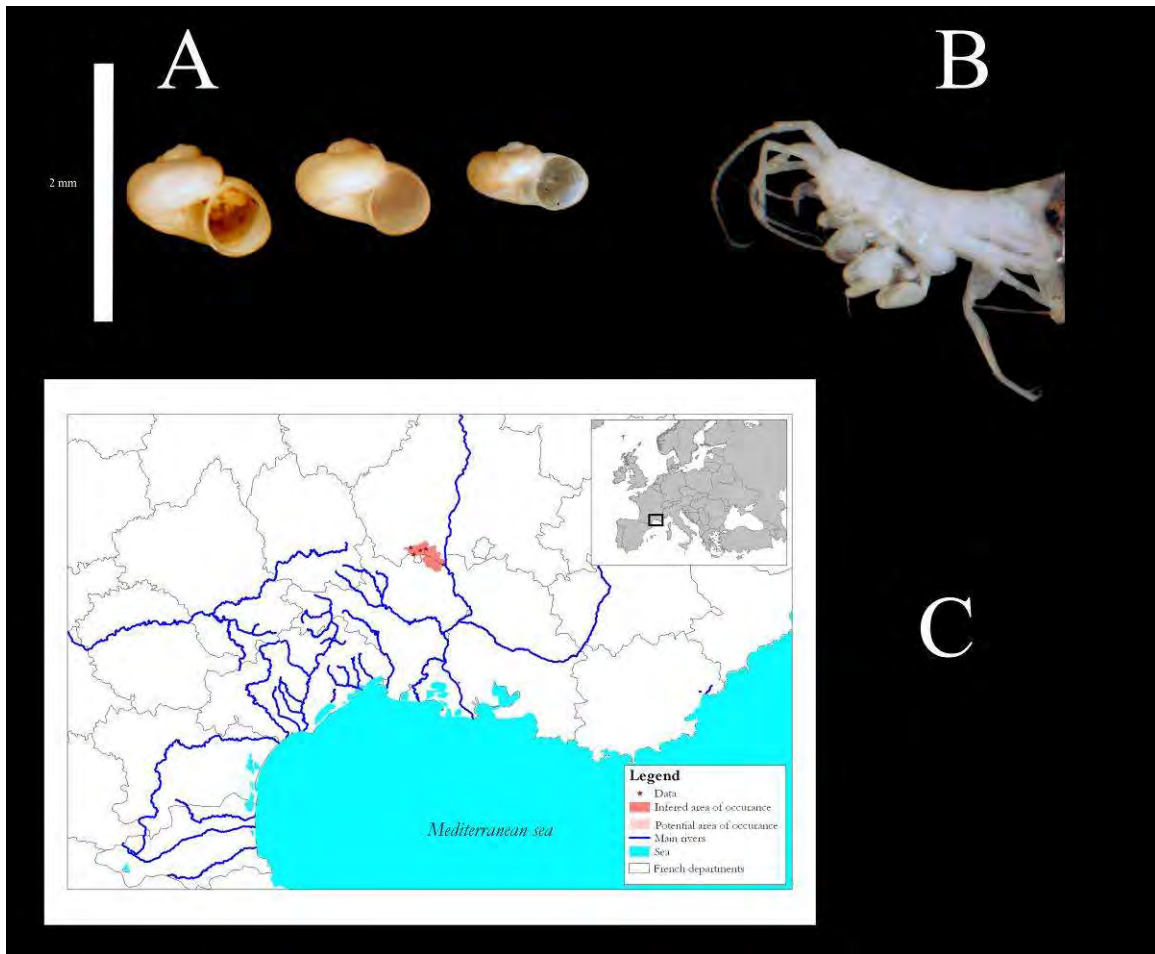 A
B
2 mm
C
Legend
Data
Infered area of occurance
Potential area of occurance
Main rivers
Sea
French departments
Mediterranean sea